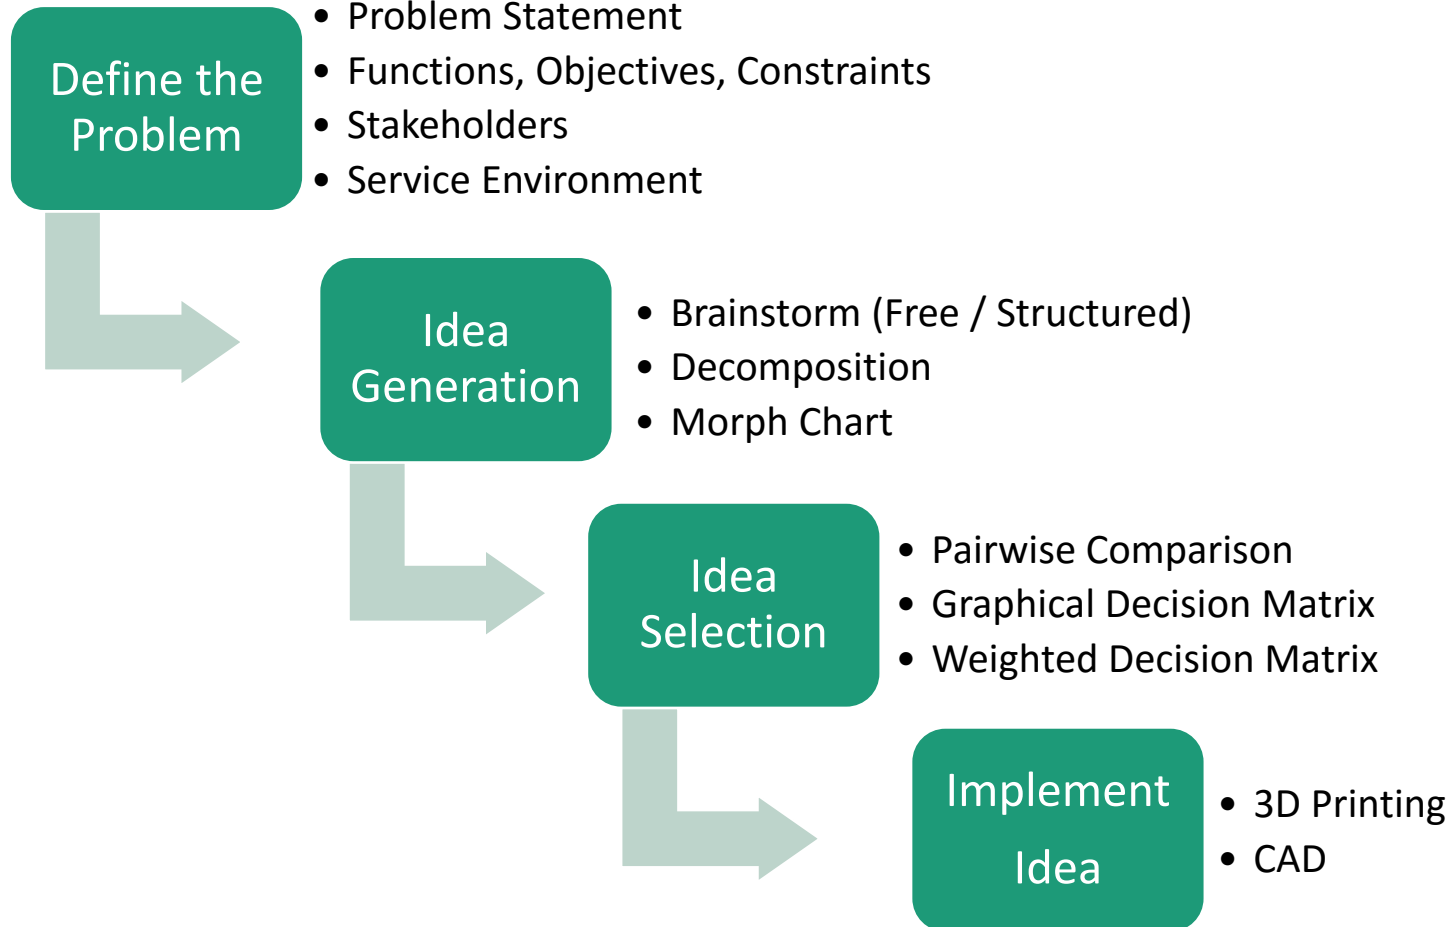 Define the
Problem
• Problem Statement
• Functions, Objectives, Constraints
• Stakeholders
• Service Environment
Idea
Generation
• Brainstorm (Free / Structured)
• Decomposition
• Morph Chart
Idea
Selection
• Pairwise Comparison
• Graphical Decision Matrix
• Weighted Decision Matrix
Implement
Idea
• 3D Printing
• CAD